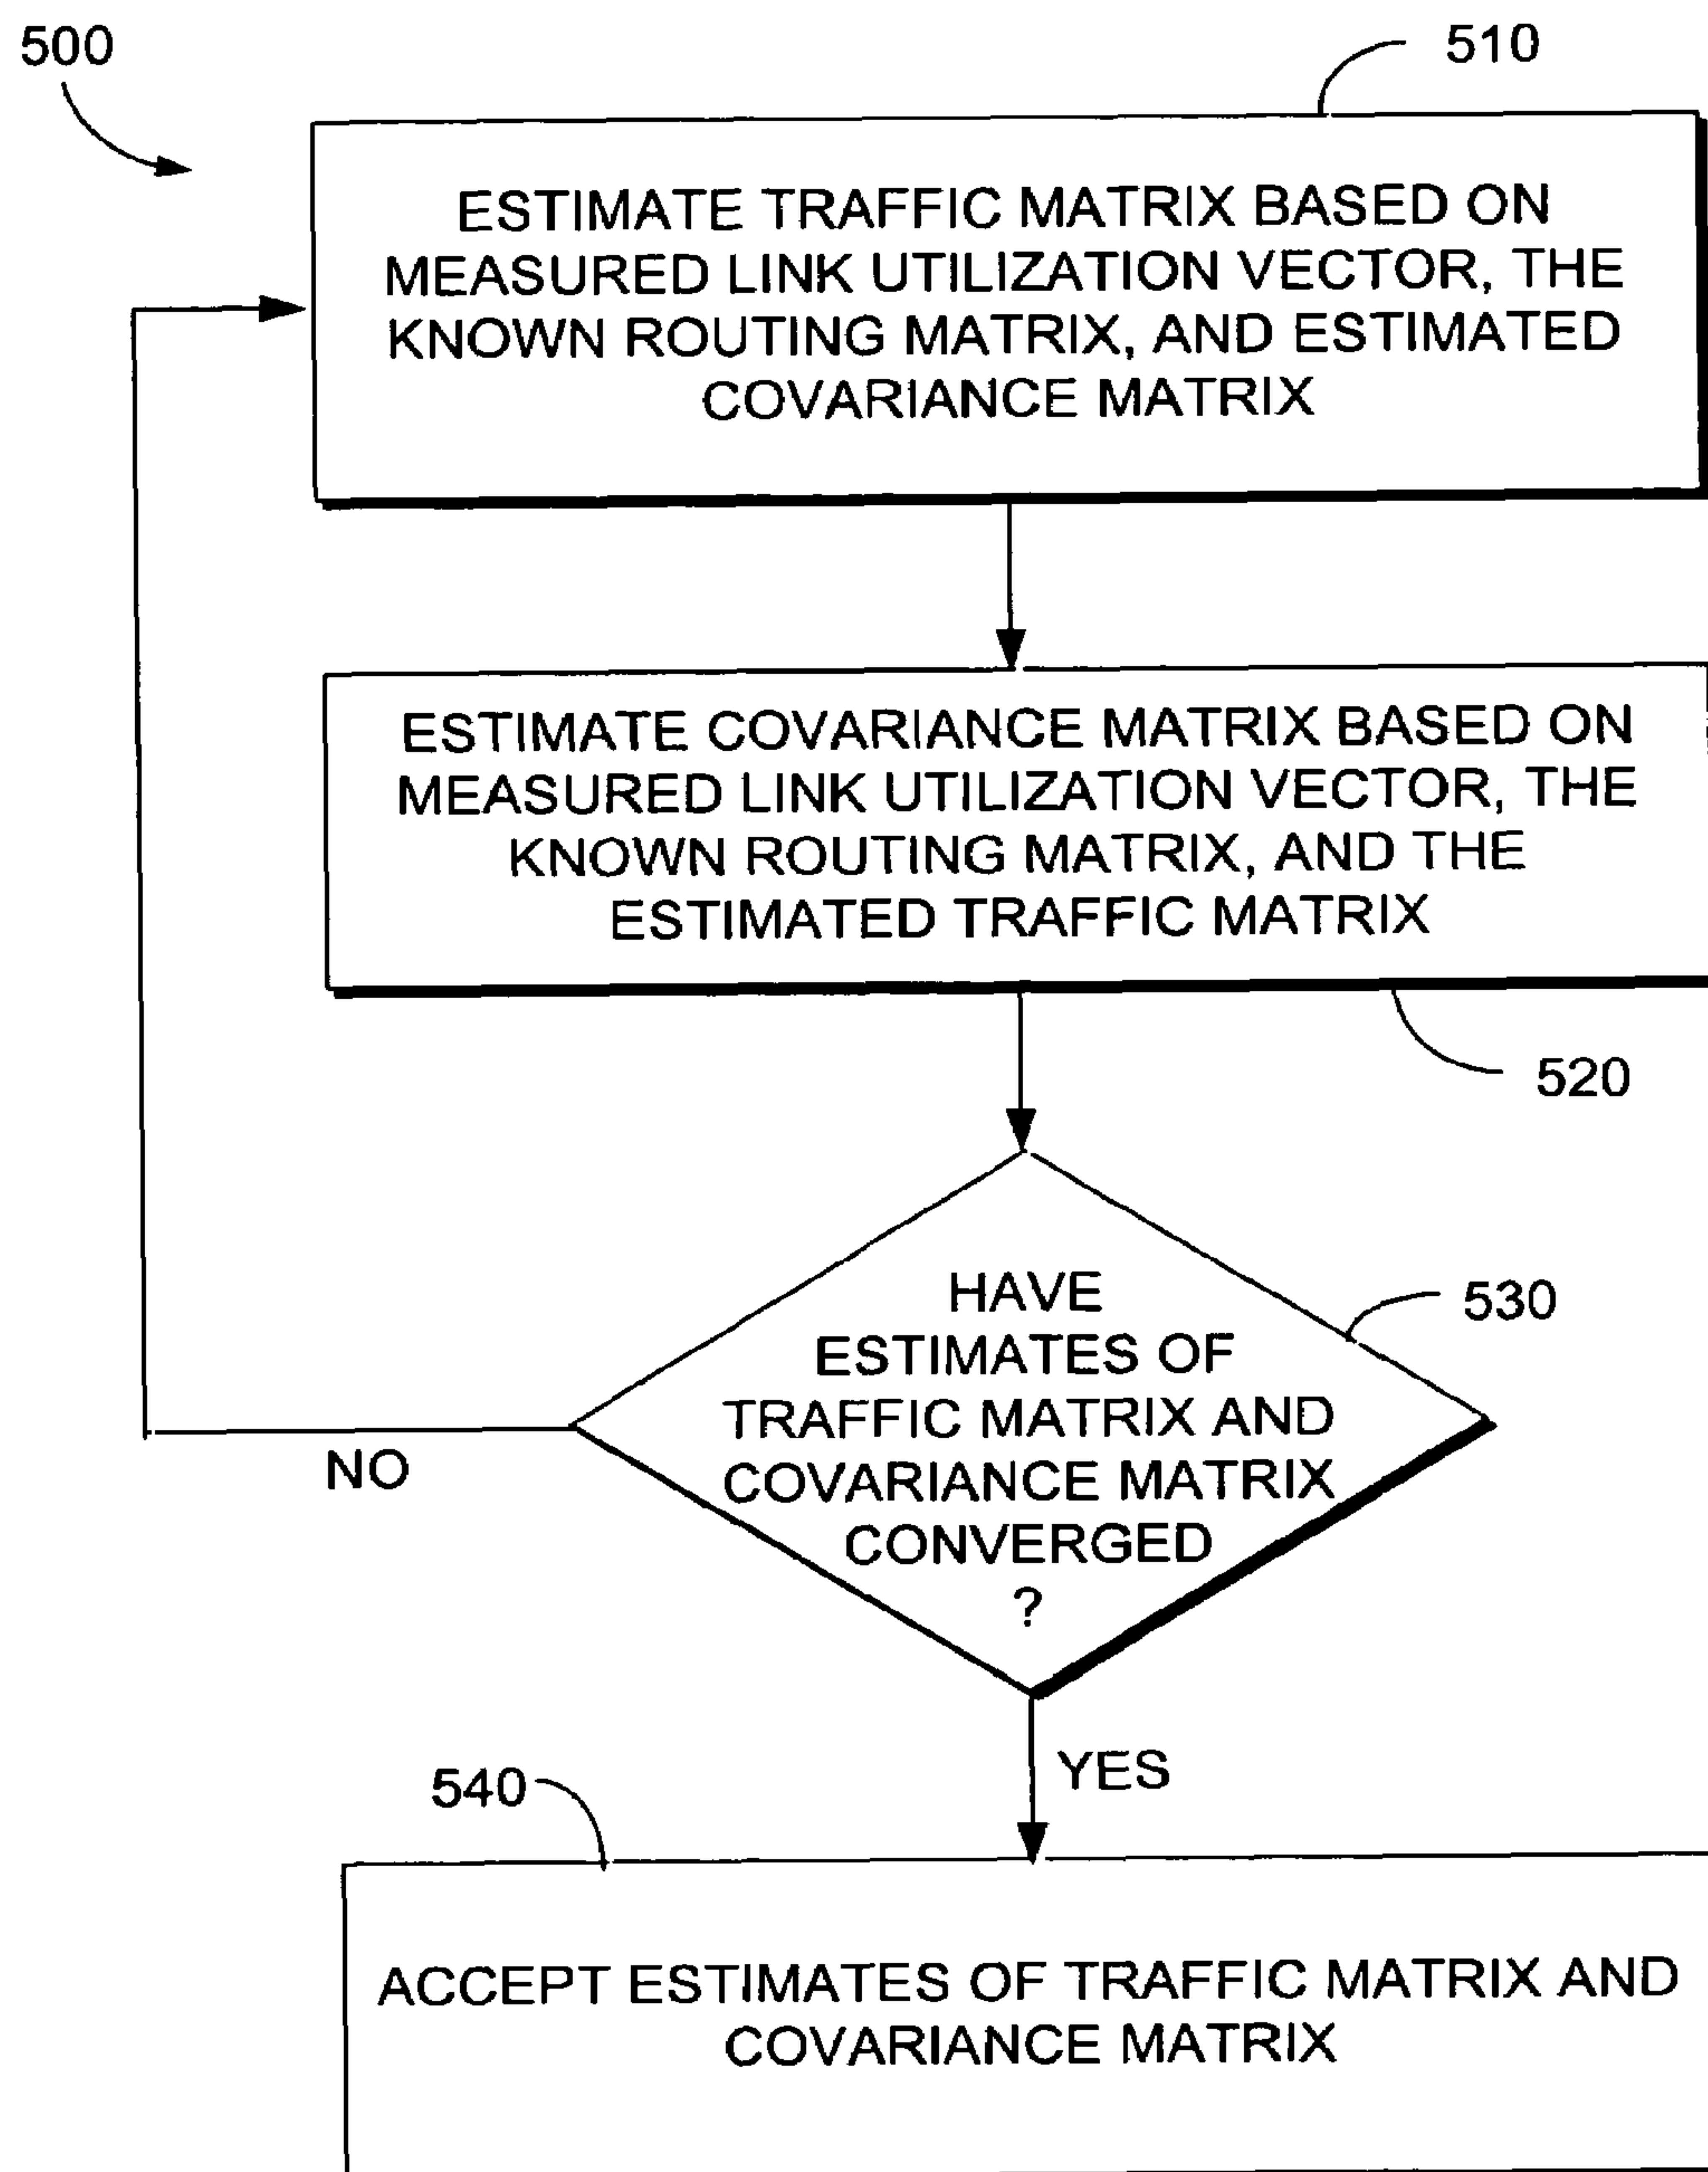 500
510
ESTIMATE TRAFFIC MATRIX BASED ON
MEASURED LINK UTILIZATION VECTOR, THE
KNOWN ROUTING MATRIX, AND ESTIMATED
COVARIANCE MATRIX
ESTIMATE COVARIANCE MATRIX BASED ON
MEASURED LINK UTILIZATION VECTOR, THE
KNOWN ROUTING MATRIX, AND THE
ESTIMATED TRAFFIC MATRIX
520
HAVE
ESTIMATES OF
TRAFFIC MATRIX AND
COVARIANCE MATRIX
CONVERGED
?
530
NO
YES
540
ACCEPT ESTIMATES OF TRAFFIC MATRIX AND
COVARIANCE MATRIX